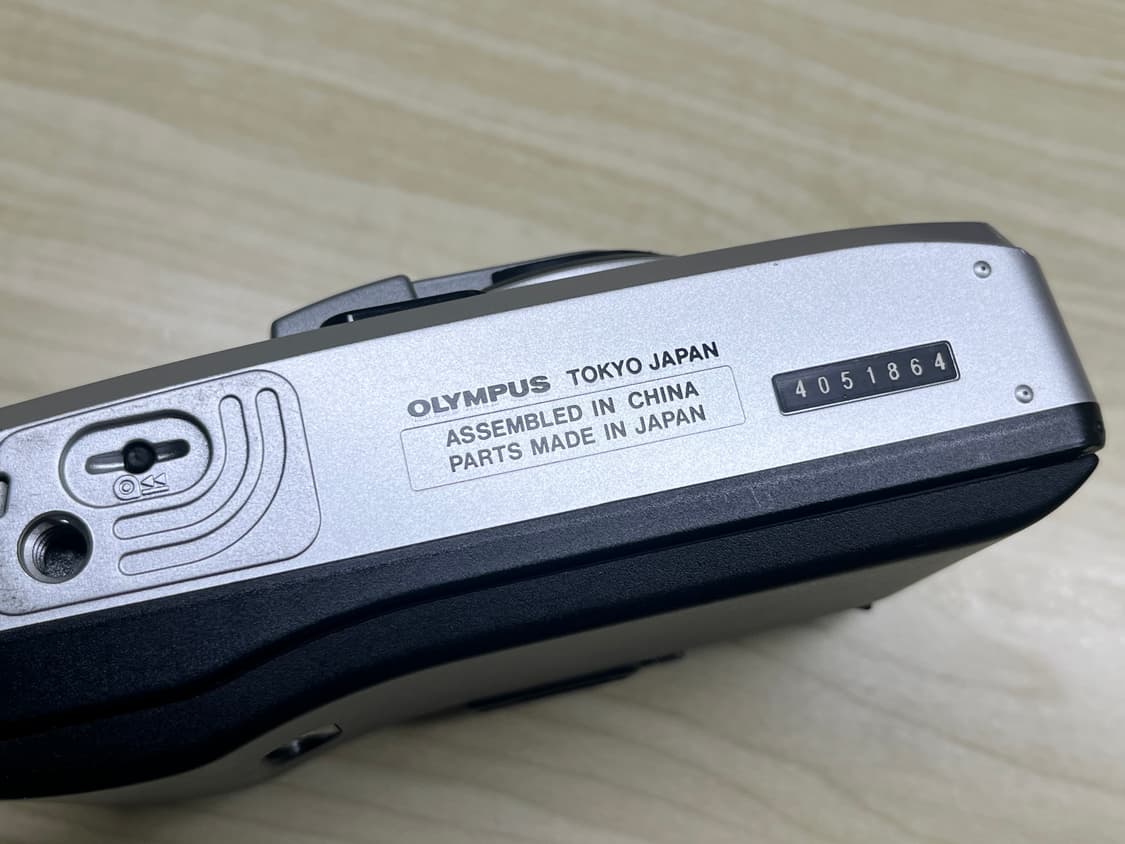 OLYMPUS TOKYO JAPAN
ASSEMBLED IN CHINA
PARTS MADE IN JAPAN
4051864